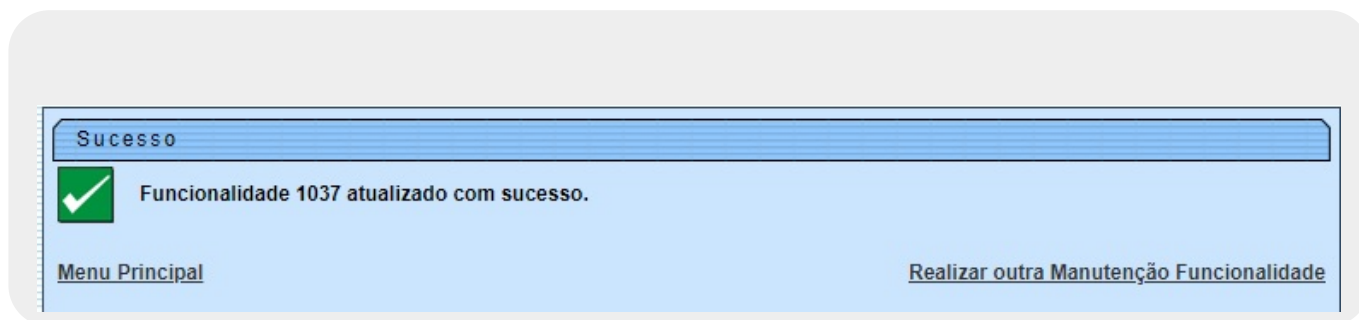 Sucesso
Funcionalidade 1037 atualizado com sucesso.
Menu Principal
Realizar outra Manutenção Funcionalidade